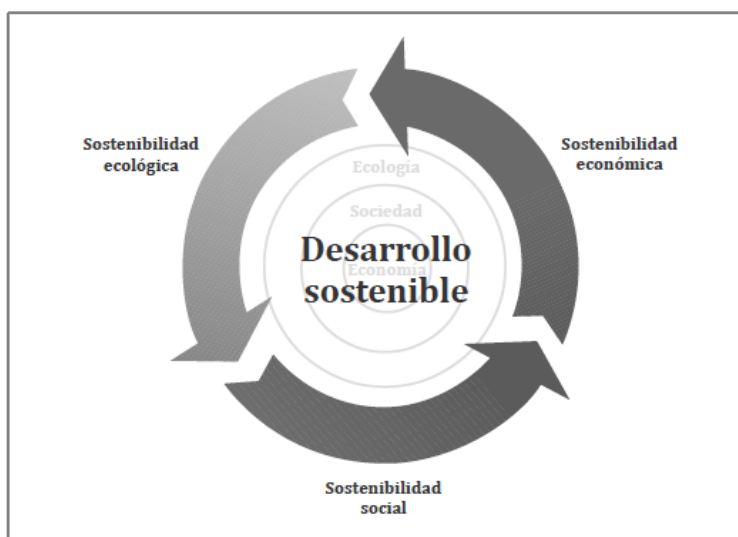 Sostenibilidad
ecológica
Sostenibilidad
económica
Ecología
Sociedad
Desarrollo
Economía
sostenible
Sostenibilidad
social